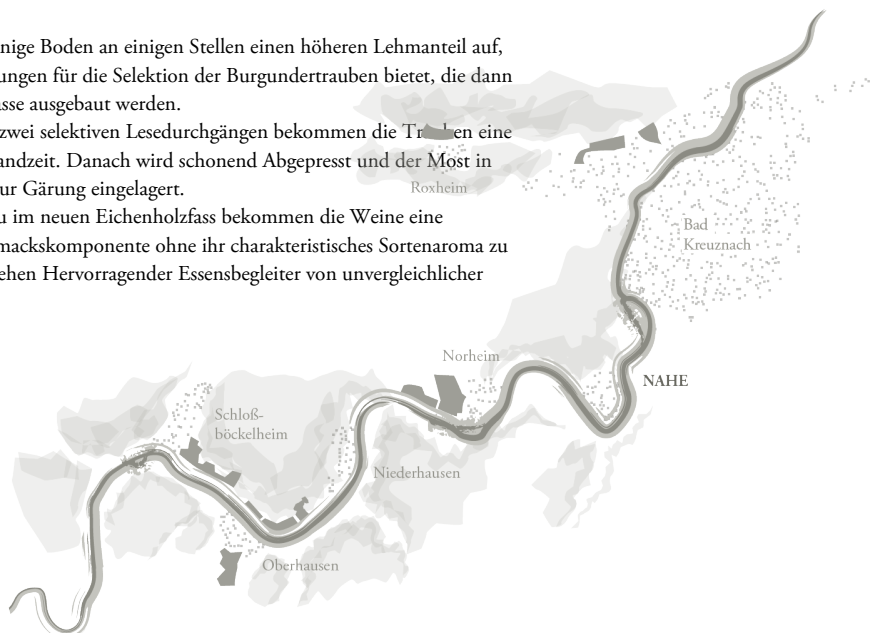 nige Boden an einigen Stellen einen höheren Lehmanteil auf,
ungen für die Selektion der Burgundertrauben bietet, die dann
sse ausgebaut werden.
zwei selektiven Lesedurchgängen bekommen die en eine
andzeit. Danach wird schonend Abgepresst und der Most in
ur Gärung eingelagert.
u im neuen Eichenholzfass bekommen die Weine eine
mackskomponente ohne ihr charakteristisches Sortenaroma zu
ehen Hervorragender Essensbegleiter von unvergleichlicher
Roxheim
Bad
Kreuznach
Norheim
NAHE
Schloß-
böckelheim
Niederhausen
Oberhausen